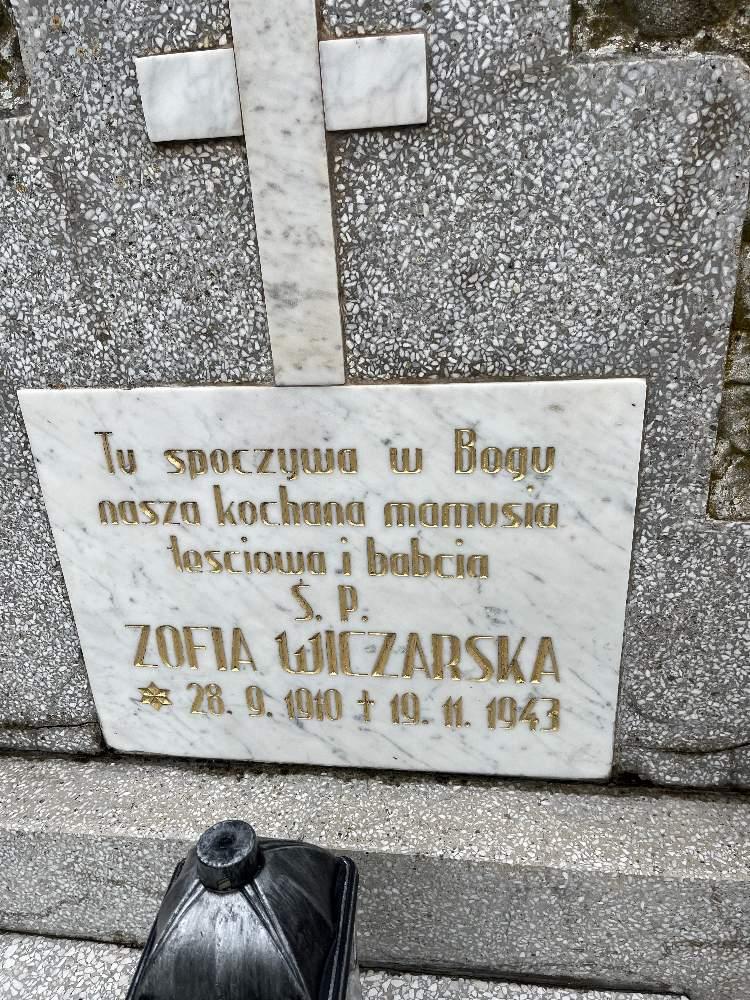 Tu spoczywa w Bogu
nasza kochana mamusia
teściowa i babcia
Ś. P.
ZOFIA WICZARSKA
28. 9. 1910 † 19. 11. 1943